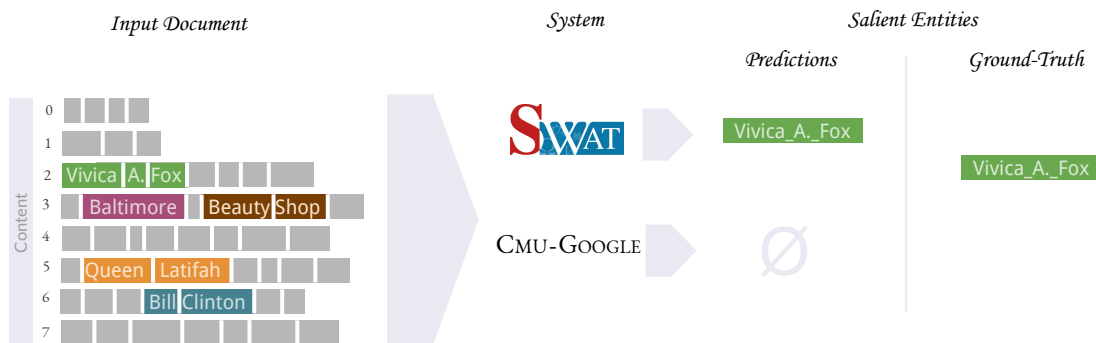 Input Document
System
Salient Entities
Predictions
Ground-Truth
Content
0
1
2 Vivica A. Fox
3 Baltimore Beauty Shop
4
5 Queen Latifah
6 Bill Clinton
7
SWAT
Vivica_A._Fox
Vivica_A._Fox
CMU-GOOGLE
Ø